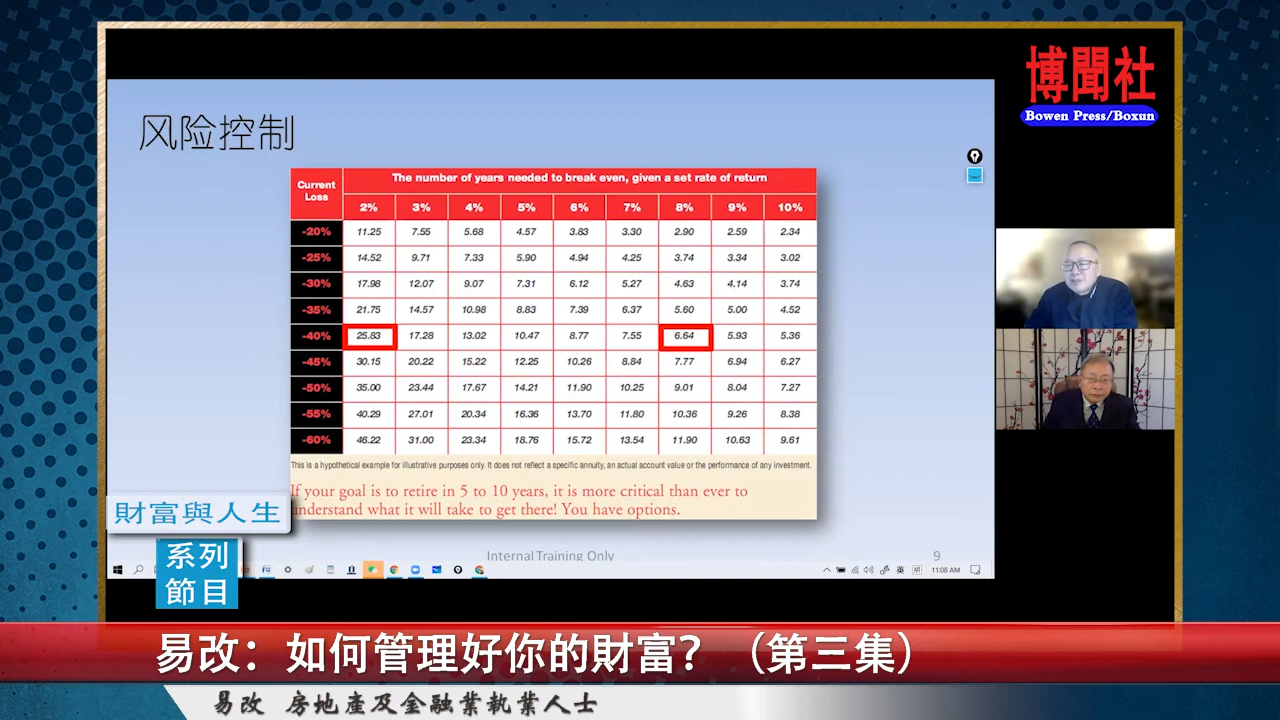 博聞社
Bowen Press/Boxun
风险控制
Current Loss The number of years needed to break even, given a set rate of return
2% 3% 4% 5% 6% 7% 8% 9% 10%
-20% 11.25 7.55 5.68 4.57 3.83 3.30 2.90 2.59 2.34
-25% 14.52 9.71 7.33 5.90 4.94 4.25 3.74 3.34 3.02
-30% 17.98 12.07 9.07 7.31 6.12 5.27 4.63 4.14 3.74
-35% 21.75 14.57 10.98 8.83 7.39 6.37 5.60 5.00 4.52
-40% 25.83 17.28 13.02 10.47 8.77 7.55 6.64 5.93 5.36
-45% 30.15 20.22 15.22 12.25 10.26 8.84 7.77 6.94 6.27
-50% 35.00 23.44 17.67 14.21 11.90 10.25 9.01 8.04 7.27
-55% 40.29 27.01 20.34 16.36 13.70 11.80 10.36 9.26 8.38
-60% 46.22 31.00 23.34 18.76 15.72 13.54 11.90 10.63 9.61
This is a hypothetical example for illustrative purposes only. It does not reflect a specific annuity, an actual account value or the performance of any investment.
If your goal is to retire in 5 to 10 years, it is more critical than ever to
understand what it will take to get there! You have options.
Internal Training Only 9
英 拼 11:08 AM
財富與人生
系列
節目
易改：如何管理好你的財富？（第三集）
易改 房地產及金融業執業人士